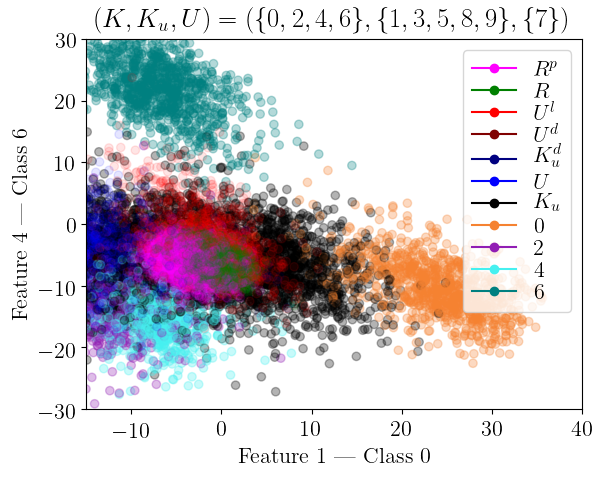 (K, K_u, U) = ({0, 2, 4, 6}, {1, 3, 5, 8, 9}, {7})
30
20
10
0
−10
−20
−30
Feature 4 — Class 6
R^p
R
U^l
U^d
K_u^d
U
K_u
0
2
4
6
−10
0
10
20
30
40
Feature 1 — Class 0